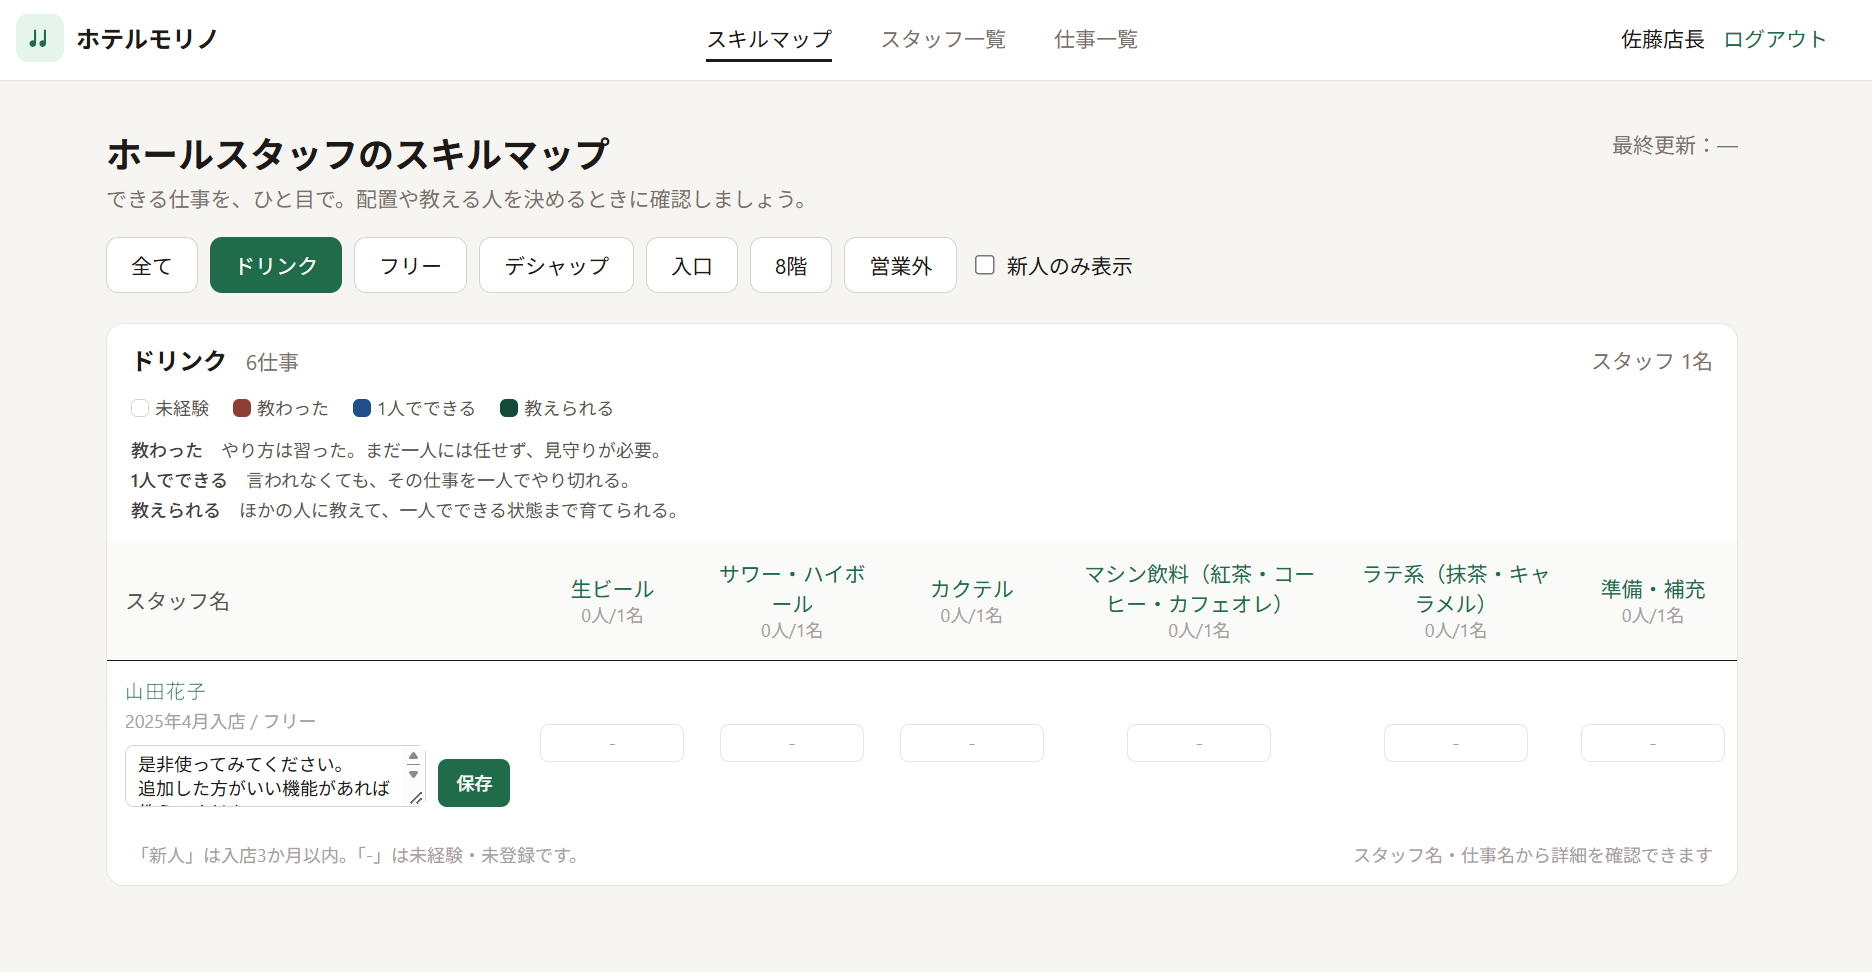 ホテルモリノ
スキルマップ
スタッフ一覧
仕事一覧
佐藤店長
ログアウト
ホールスタッフのスキルマップ
最終更新：—
できる仕事を、ひと目で。配置や教える人を決めるときに確認しましょう。
全て
ドリンク
フリー
デシャップ
入口
8階
営業外
新人のみ表示
ドリンク 6仕事
スタッフ 1名
未経験
教わった
1人でできる
教えられる
教わった やり方は習った。まだ一人には任せず、見守りが必要。
1人でできる 言われなくても、その仕事を一人でやり切れる。
教えられる ほかの人に教えて、一人でできる状態まで育てられる。
スタッフ名
生ビール
0人/1名
サワー・ハイボ
ール
0人/1名
カクテル
0人/1名
マシン飲料（紅茶・コー
ヒー・カフェオレ）
0人/1名
ラテ系（抹茶・キャ
ラメル）
0人/1名
準備・補充
0人/1名
山田花子
2025年4月入店 / フリー
是非使ってみてください。
追加した方がいい機能があれば
保存
-
-
-
-
-
-
「新人」は入店3か月以内。「-」は未経験・未登録です。
スタッフ名・仕事名から詳細を確認できます